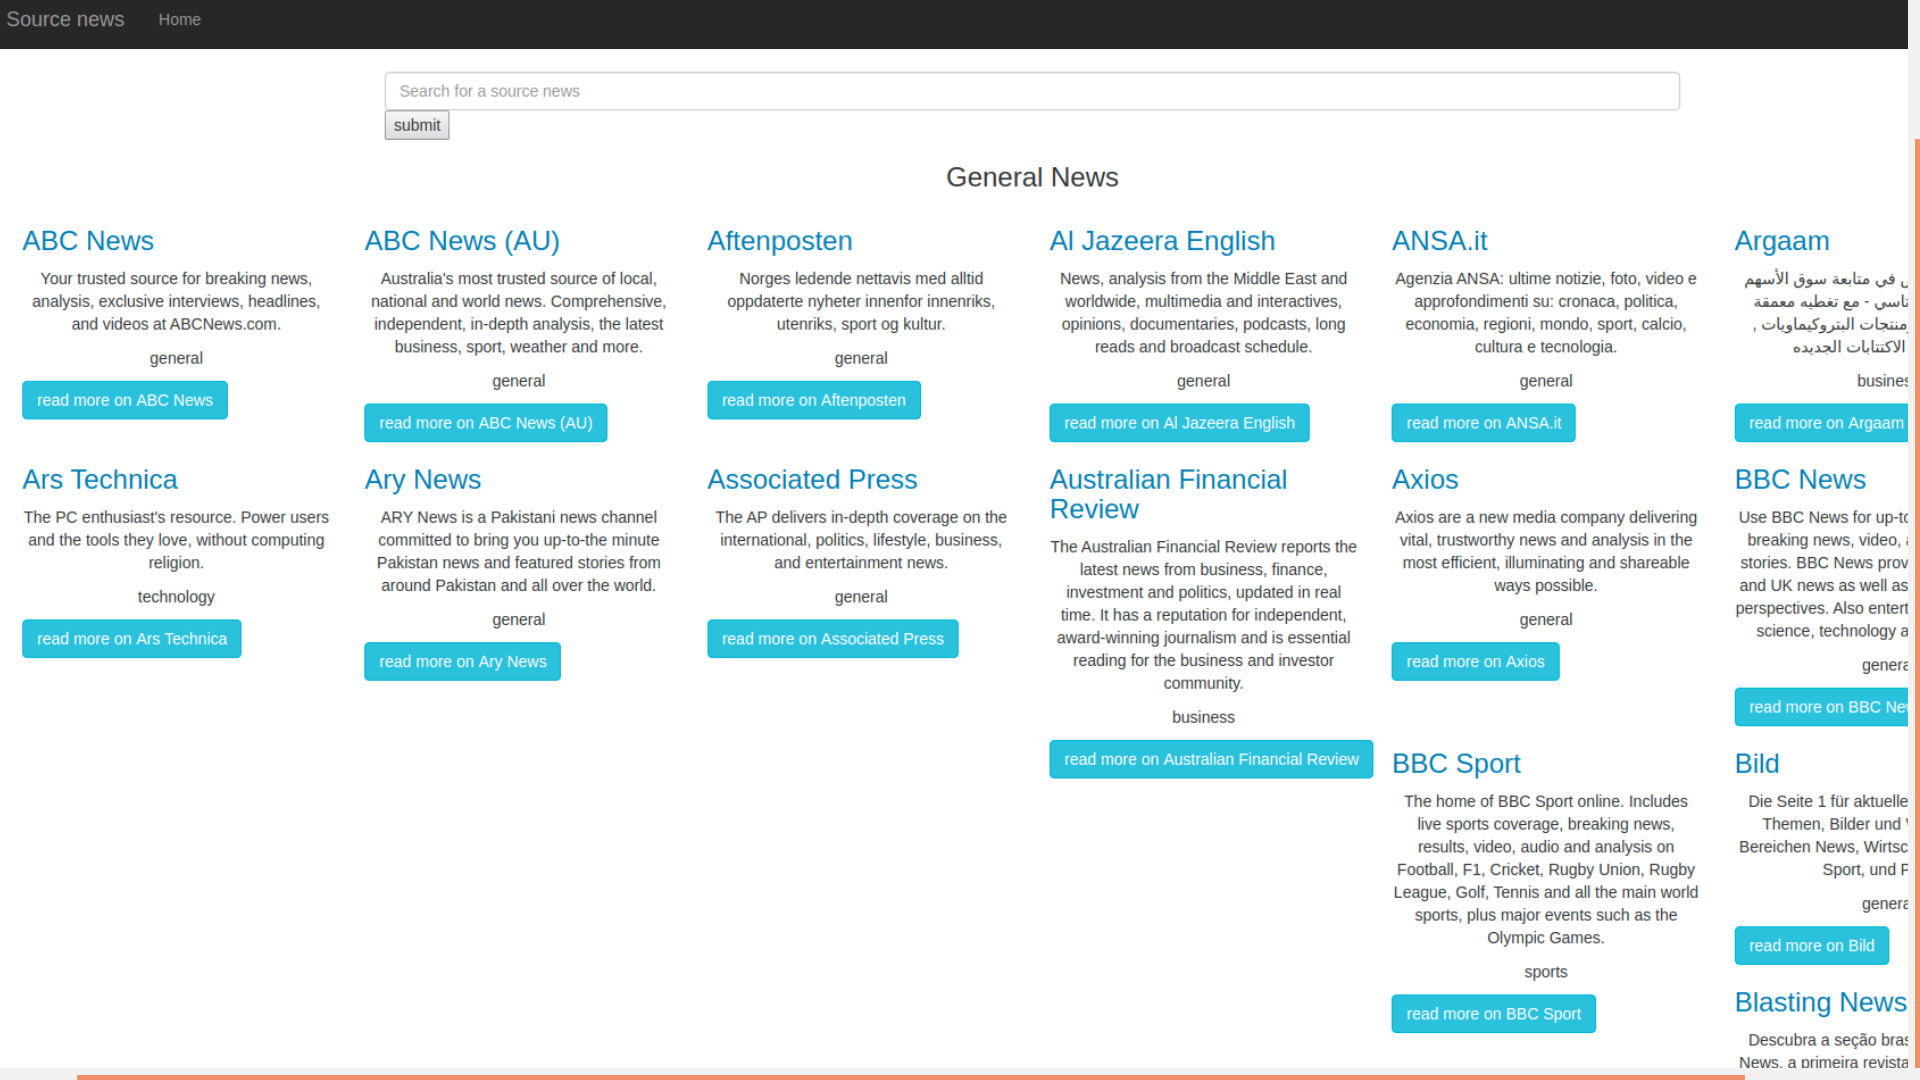 Source news
Home
Search for a source news
submit
General News
ABC News
Your trusted source for breaking news,
analysis, exclusive interviews, headlines,
and videos at ABCNews.com.
general
read more on ABC News
ABC News (AU)
Australia's most trusted source of local,
national and world news. Comprehensive,
independent, in-depth analysis, the latest
business, sport, weather and more.
general
read more on ABC News (AU)
Aftenposten
Norges ledende nettavis med alltid
oppdaterte nyheter innenfor innenriks,
utenriks, sport og kultur.
general
read more on Aftenposten
Al Jazeera English
News, analysis from the Middle East and
worldwide, multimedia and interactives,
opinions, documentaries, podcasts, long
reads and broadcast schedule.
general
read more on Al Jazeera English
ANSA.it
Agenzia ANSA: ultime notizie, foto, video e
approfondimenti su: cronaca, politica,
economia, regioni, mondo, sport, calcio,
cultura e tecnologia.
general
read more on ANSA.it
Argaam
في متابعة سوق الأسهم
تاسي - مع تغطيه معمقة
ومنتجات البتروكيماويات ,
الاكتتابات الجديده
busines
read more on Argaam
Ars Technica
The PC enthusiast's resource. Power users
and the tools they love, without computing
religion.
technology
read more on Ars Technica
Ary News
ARY News is a Pakistani news channel
committed to bring you up-to-the minute
Pakistan news and featured stories from
around Pakistan and all over the world.
general
read more on Ary News
Associated Press
The AP delivers in-depth coverage on the
international, politics, lifestyle, business,
and entertainment news.
general
read more on Associated Press
Australian Financial
Review
The Australian Financial Review reports the
latest news from business, finance,
investment and politics, updated in real
time. It has a reputation for independent,
award-winning journalism and is essential
reading for the business and investor
community.
business
read more on Australian Financial Review
Axios
Axios are a new media company delivering
vital, trustworthy news and analysis in the
most efficient, illuminating and shareable
ways possible.
general
read more on Axios
BBC News
Use BBC News for up-to
breaking news, video,
stories. BBC News prov
and UK news as well as
perspectives. Also entert
science, technology a
genera
read more on BBC Nev
BBC Sport
The home of BBC Sport online. Includes
live sports coverage, breaking news,
results, video, audio and analysis on
Football, F1, Cricket, Rugby Union, Rugby
League, Golf, Tennis and all the main world
sports, plus major events such as the
Olympic Games.
sports
read more on BBC Sport
Bild
Die Seite 1 für aktuelle
Themen, Bilder und
Bereichen News, Wirtsc
Sport, und
genera
read more on Bild
Blasting News
Descubra a seção bras
News, a primeira revista